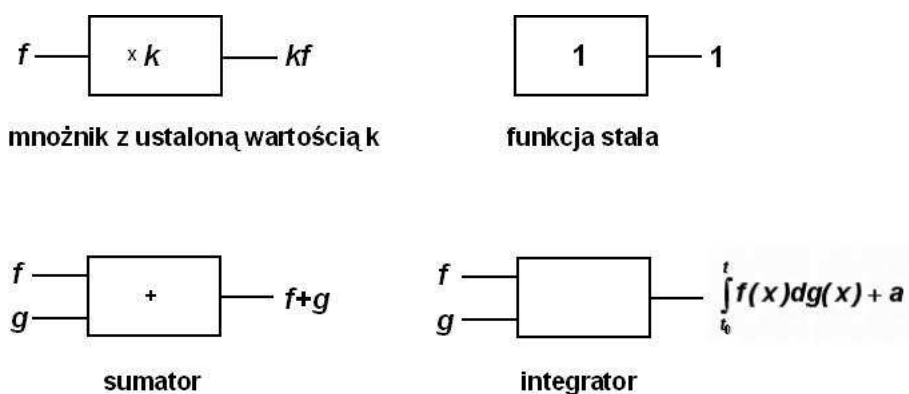 f × k kf 1 1
mnożnik z ustaloną wartością k funkcja stała
f g + f+g f g ∫ t t₀ f(x)dg(x) + a
sumator integrator